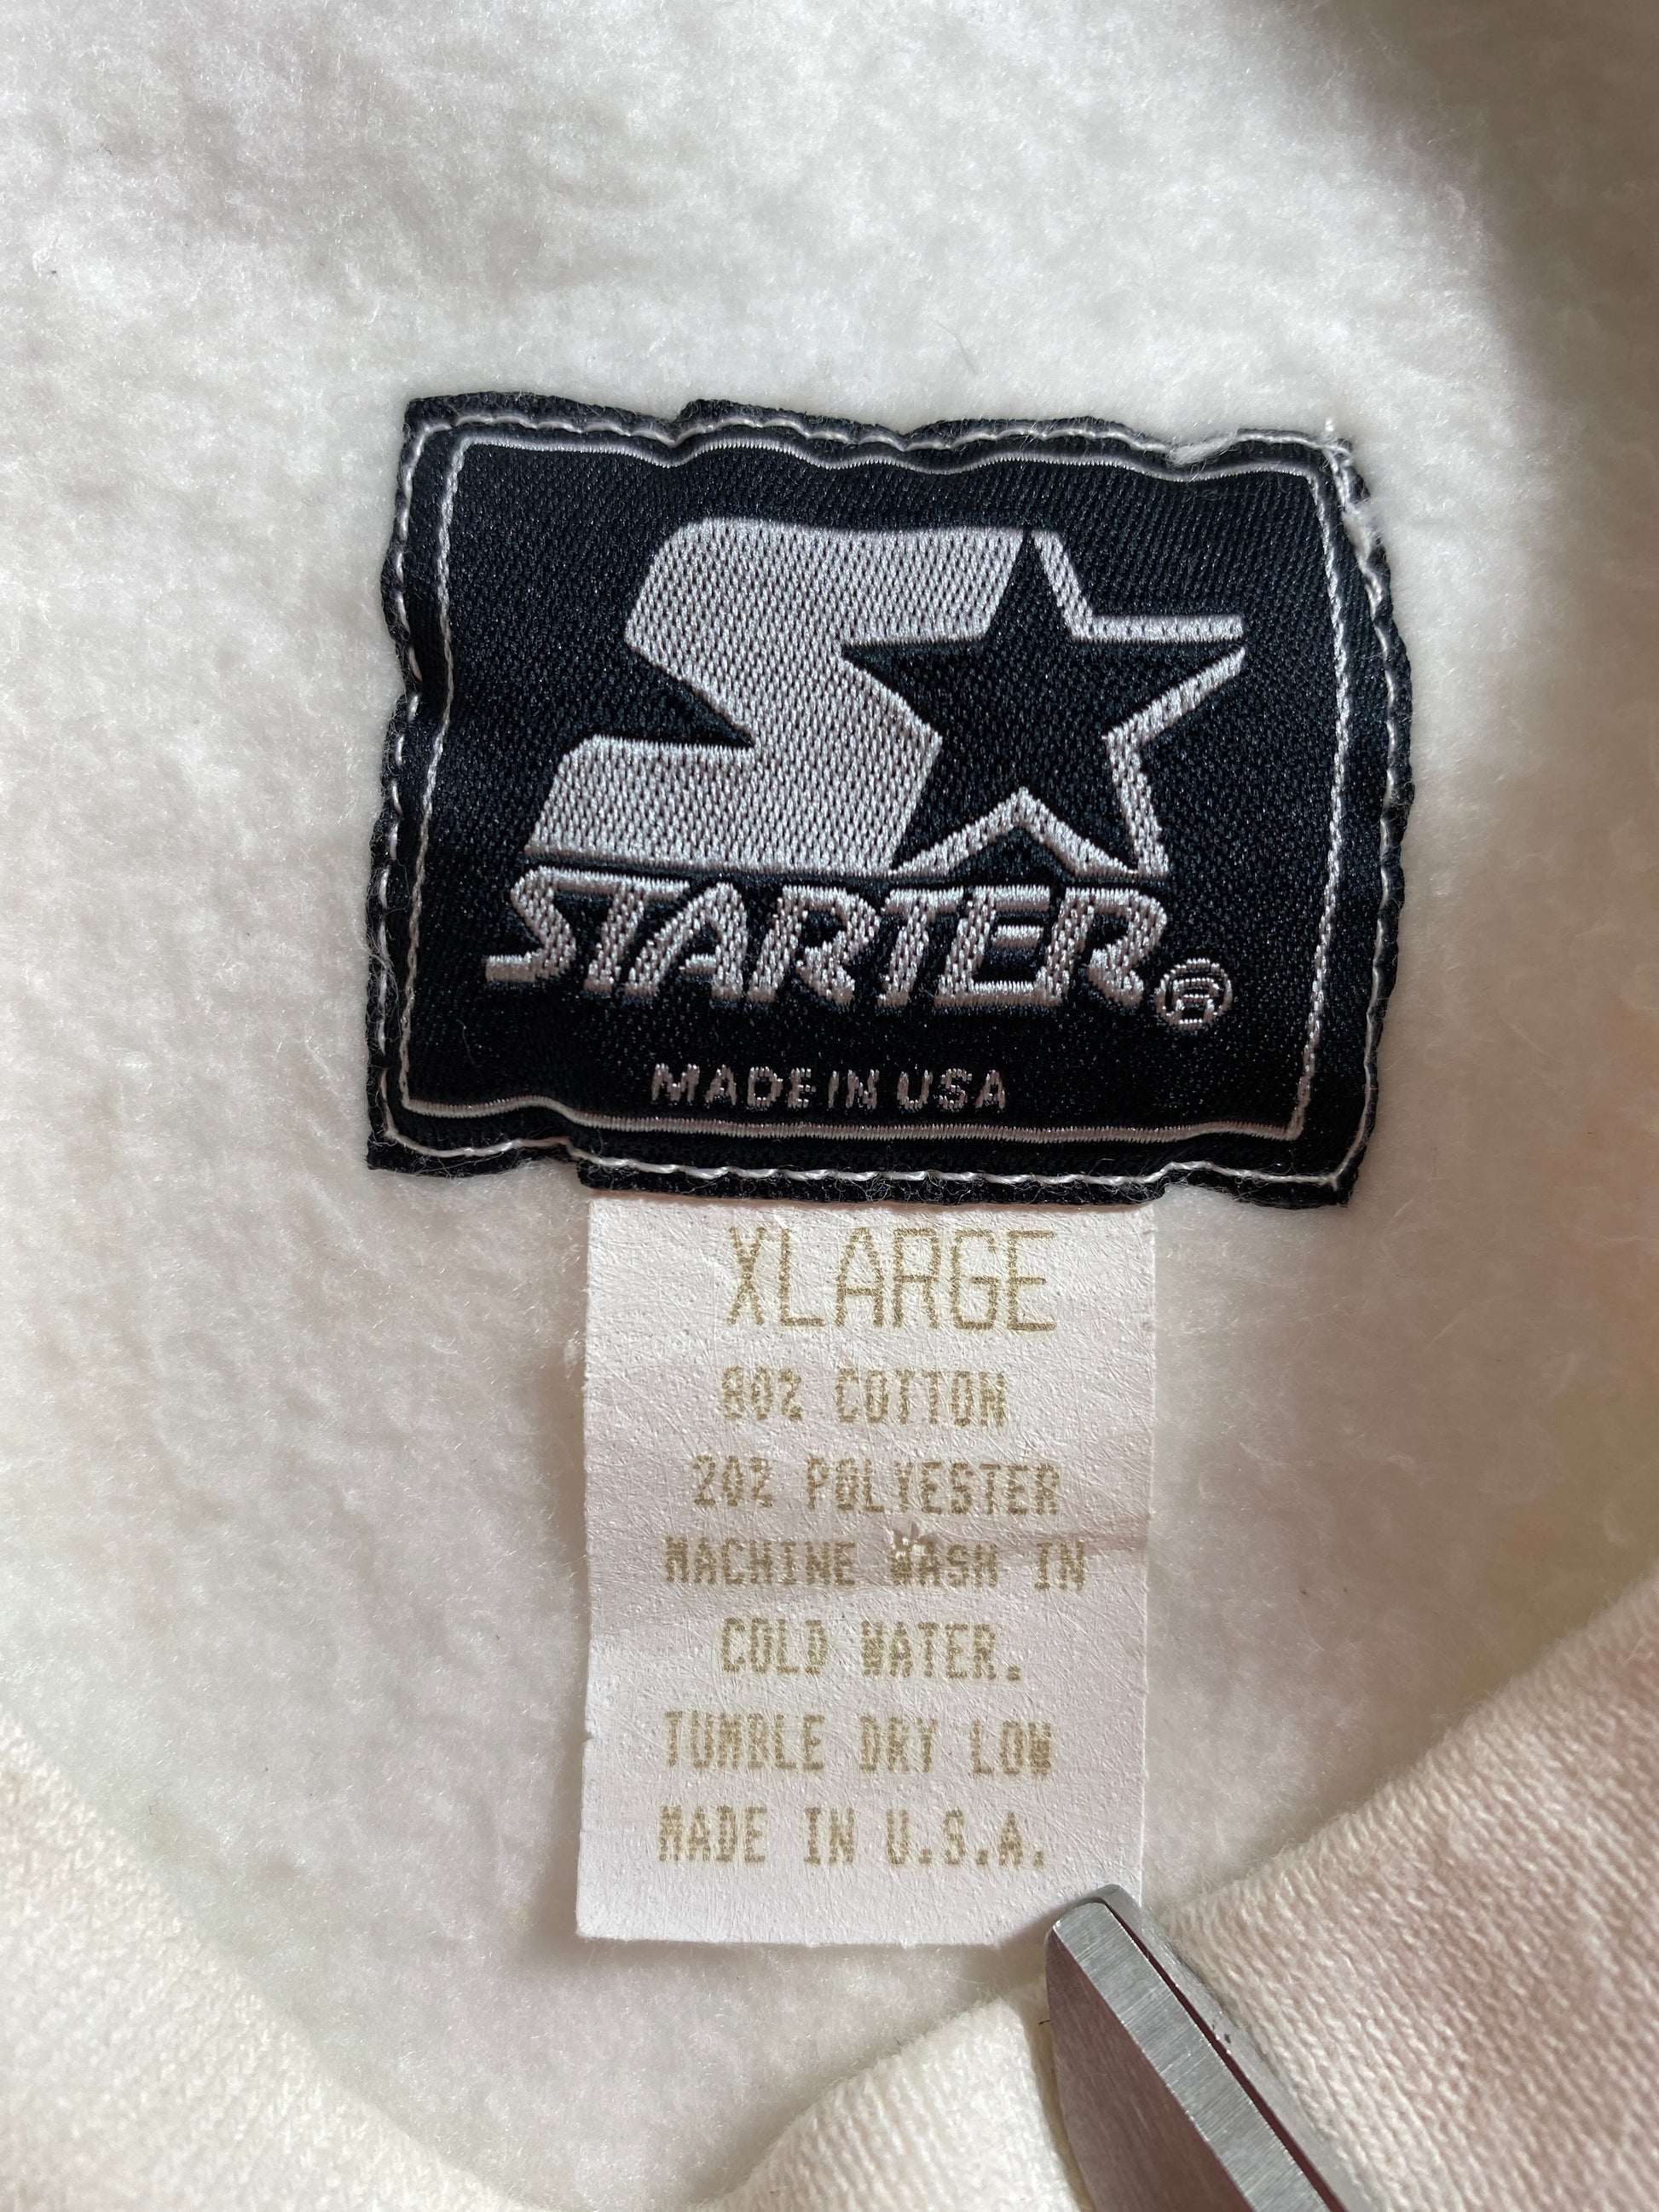 STARTER®
MADE IN USA
XLARGE
80% COTTON
20% POLYESTER
MACHINE WASH IN
COLD WATER.
TUMBLE DRY LOW
MADE IN U.S.A.